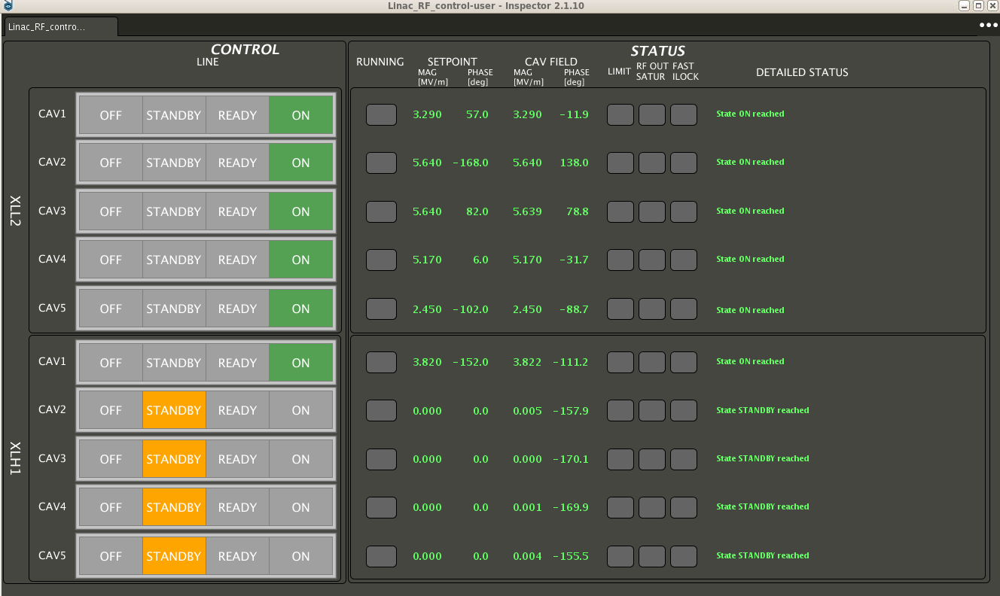 Linac_RF_control-user - Inspector 2.1.10
Linac_RF_contro...
CONTROL
LINE
STATUS
RUNNING SETPOINT CAV FIELD LIMIT RF OUT SATUR FAST ILOCK DETAILED STATUS
MAG [MV/m] PHASE [deg] MAG [MV/m] PHASE [deg]
XLL2
CAV1 OFF STANDBY READY ON 3.290 57.0 3.290 -11.9 State ON reached
CAV2 OFF STANDBY READY ON 5.640 -168.0 5.640 138.0 State ON reached
CAV3 OFF STANDBY READY ON 5.640 82.0 5.639 78.8 State ON reached
CAV4 OFF STANDBY READY ON 5.170 6.0 5.170 -31.7 State ON reached
CAV5 OFF STANDBY READY ON 2.450 -102.0 2.450 -88.7 State ON reached
XLH1
CAV1 OFF STANDBY READY ON 3.820 -152.0 3.822 -111.2 State ON reached
CAV2 OFF STANDBY READY ON 0.000 0.0 0.005 -157.9 State STANDBY reached
CAV3 OFF STANDBY READY ON 0.000 0.0 0.000 -170.1 State STANDBY reached
CAV4 OFF STANDBY READY ON 0.000 0.0 0.001 -169.9 State STANDBY reached
CAV5 OFF STANDBY READY ON 0.000 0.0 0.004 -155.5 State STANDBY reached